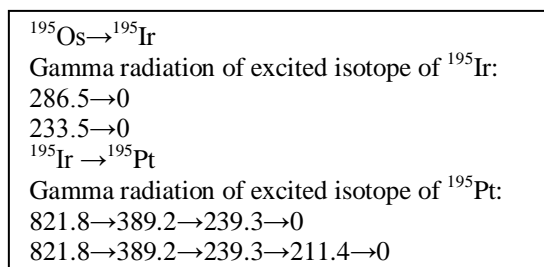 ¹⁹⁵Os→¹⁹⁵Ir
Gamma radiation of excited isotope of ¹⁹⁵Ir:
286.5→0
233.5→0
¹⁹⁵Ir →¹⁹⁵Pt
Gamma radiation of excited isotope of ¹⁹⁵Pt:
821.8→389.2→239.3→0
821.8→389.2→239.3→211.4→0